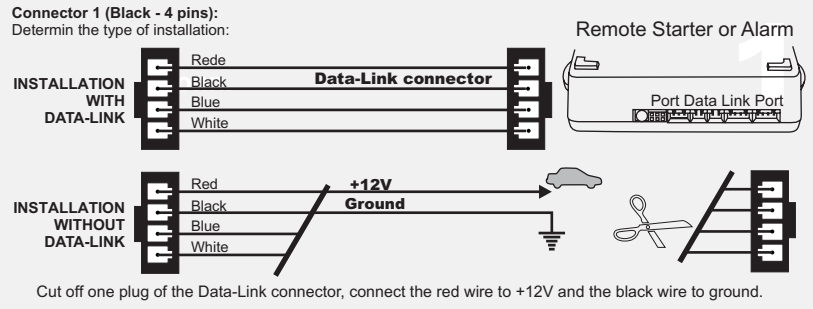 Connector 1 (Black - 4 pins):
Determin the type of installation:
Remote Starter or Alarm
1
INSTALLATION
WITH
DATA-LINK
Rede
Black
Blue
White
Data-Link connector
Port Data Link Port
INSTALLATION
WITHOUT
DATA-LINK
Red
Black
Blue
White
+12V
Ground
Cut off one plug of the Data-Link connector, connect the red wire to +12V and the black wire to ground.